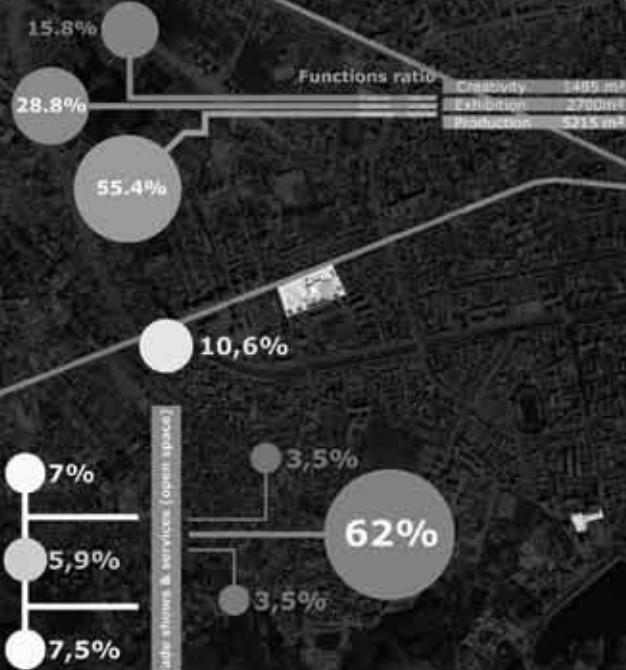 15.8%
Functions ratio
Creativity 1485 m²
28.8%
Exhibition 2700m²
Production 5215 m²
55.4%
10,6%
7%
3,5%
62%
5,9%
3,5%
7,5%
ade shows & services (open space)